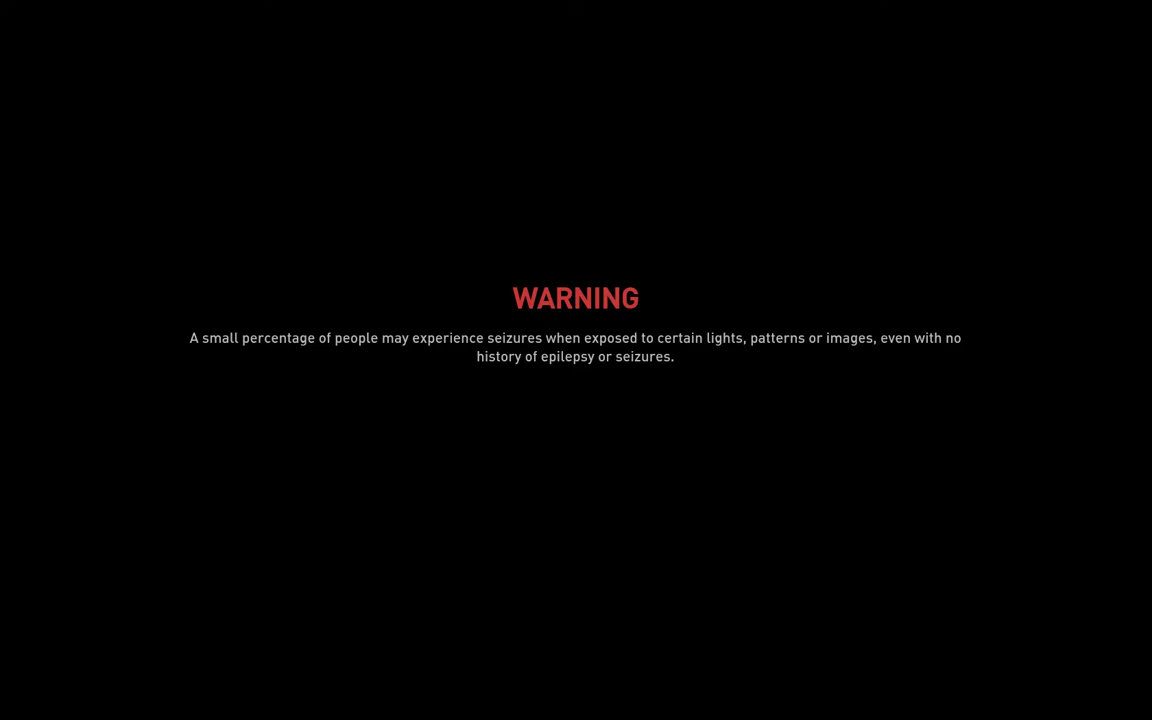 WARNING
A small percentage of people may experience seizures when exposed to certain lights, patterns or images, even with no
history of epilepsy or seizures.